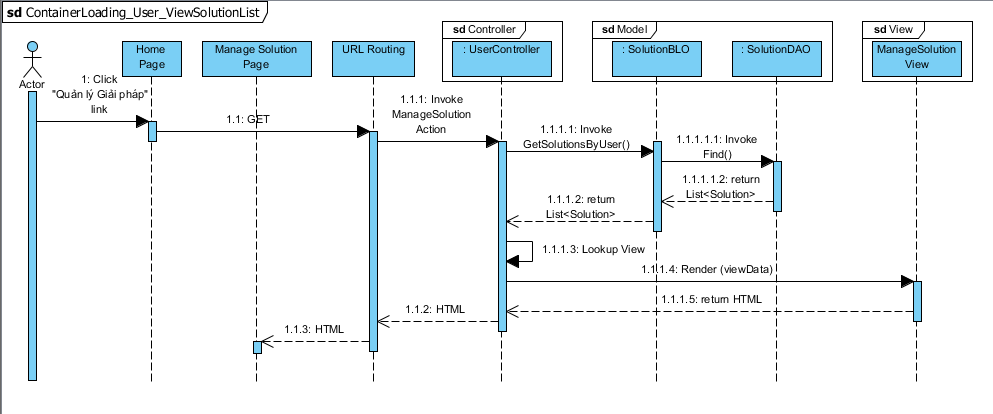 sd ContainerLoading_User_ViewSolutionList
sd Controller
sd Model
sd View
Actor
Home
Page
Manage Solution
Page
URL Routing
: UserController
: SolutionBLO
: SolutionDAO
ManageSolution
View
1: Click
"Quản lý Giải pháp"
link
1.1: GET
1.1.1: Invoke
ManageSolution
Action
1.1.1.1: Invoke
GetSolutionsByUser()
1.1.1.1.1: Invoke
Find()
1.1.1.1.2: return
List<Solution>
1.1.1.2: return
List<Solution>
1.1.1.3: Lookup View
1.1.1.4: Render (viewData)
1.1.1.5: return HTML
1.1.2: HTML
1.1.3: HTML